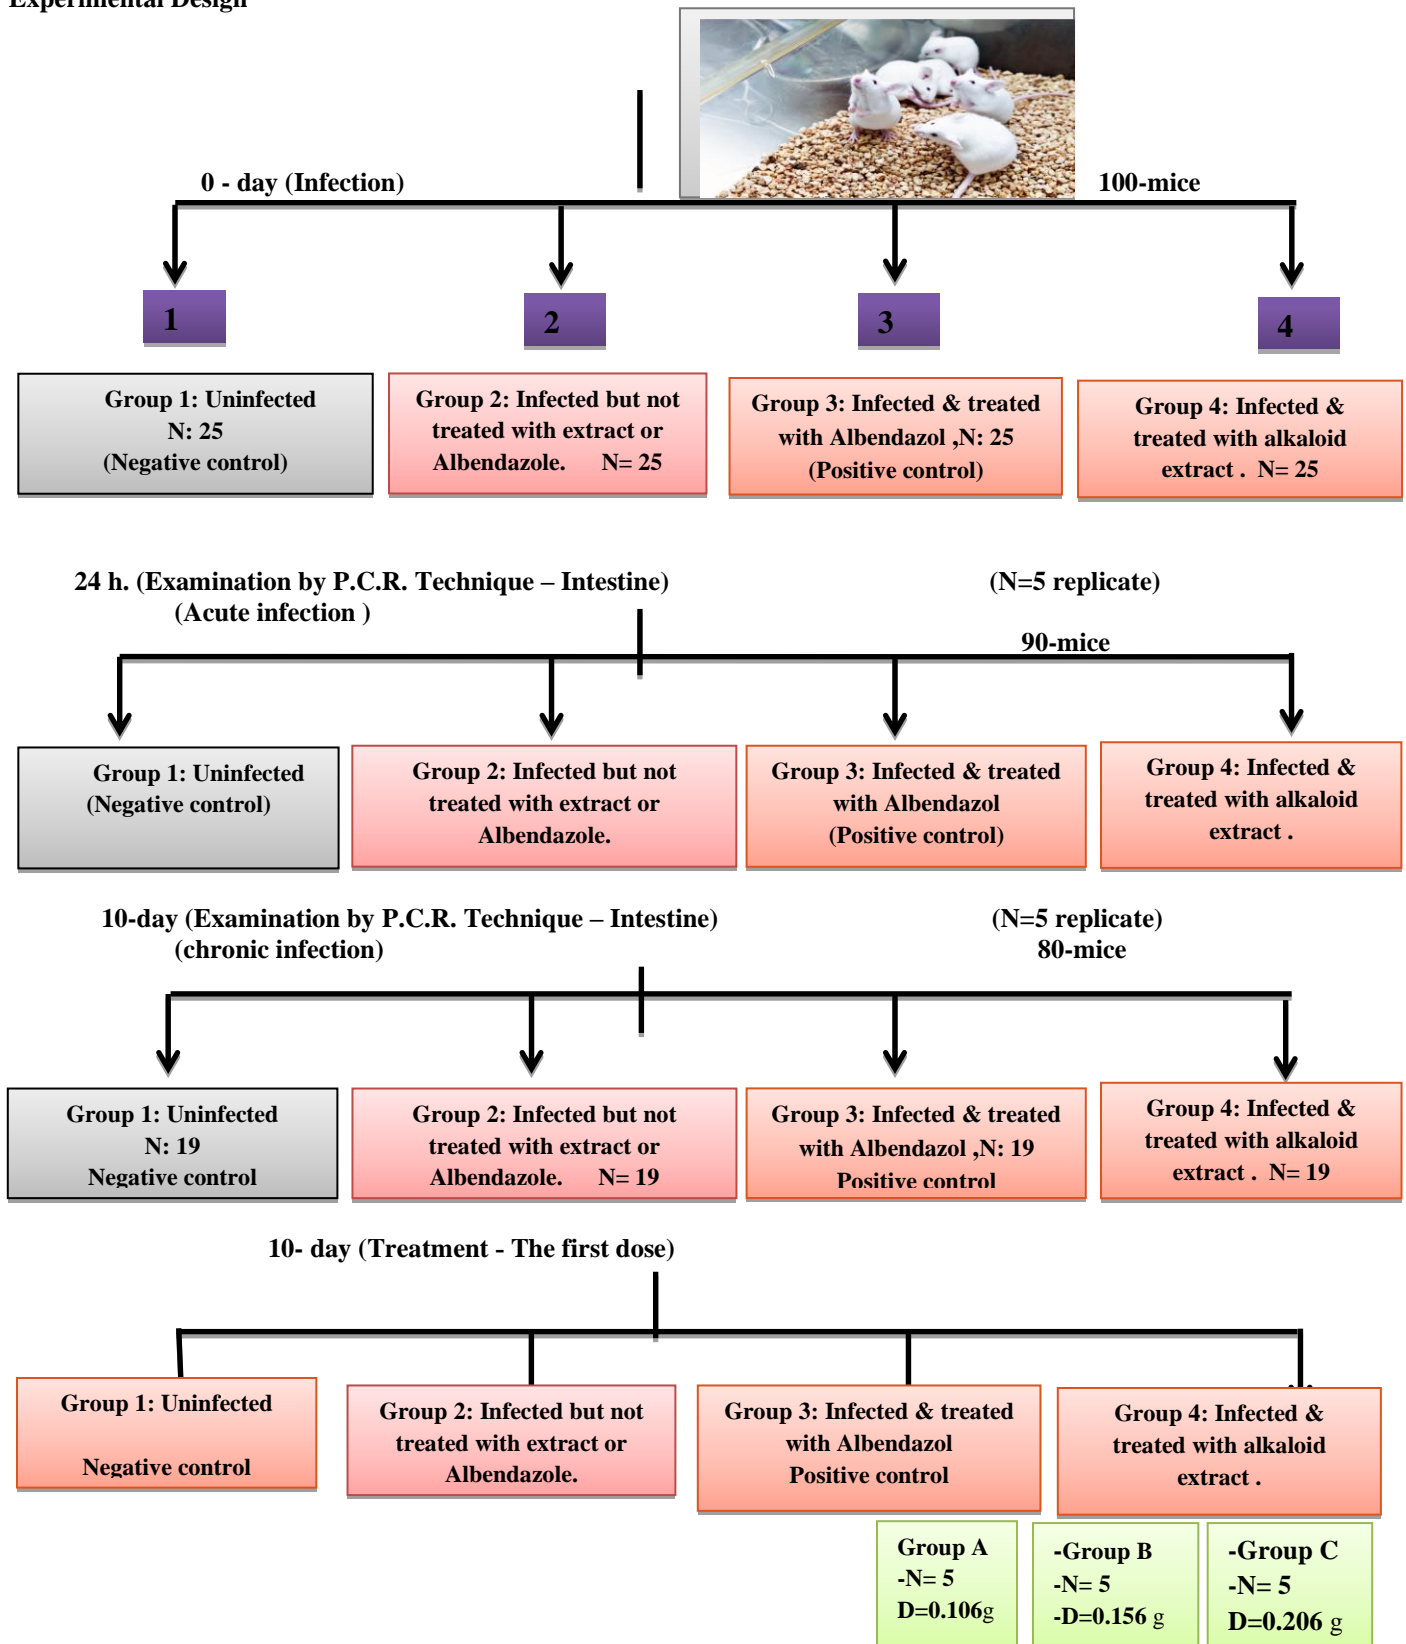 Experimental Design
0 - day (Infection)
100-mice
1
2
3
4
Group 1: Uninfected
N: 25
(Negative control)
Group 2: Infected but not
treated with extract or
Albendazole. N= 25
Group 3: Infected & treated
with Albendazol ,N: 25
(Positive control)
Group 4: Infected &
treated with alkaloid
extract . N= 25
24 h. (Examination by P.C.R. Technique – Intestine)
(N=5 replicate)
(Acute infection )
90-mice
Group 1: Uninfected
(Negative control)
Group 2: Infected but not
treated with extract or
Albendazole.
Group 3: Infected & treated
with Albendazol
(Positive control)
Group 4: Infected &
treated with alkaloid
extract .
10-day (Examination by P.C.R. Technique – Intestine)
(N=5 replicate)
(chronic infection)
80-mice
Group 1: Uninfected
N: 19
Negative control
Group 2: Infected but not
treated with extract or
Albendazole. N= 19
Group 3: Infected & treated
with Albendazol ,N: 19
Positive control
Group 4: Infected &
treated with alkaloid
extract . N= 19
10- day (Treatment - The first dose)
Group 1: Uninfected
Negative control
Group 2: Infected but not
treated with extract or
Albendazole.
Group 3: Infected & treated
with Albendazol
Positive control
Group 4: Infected &
treated with alkaloid
extract .
Group A
-N= 5
D=0.106g
-Group B
-N= 5
-D=0.156 g
-Group C
-N= 5
D=0.206 g